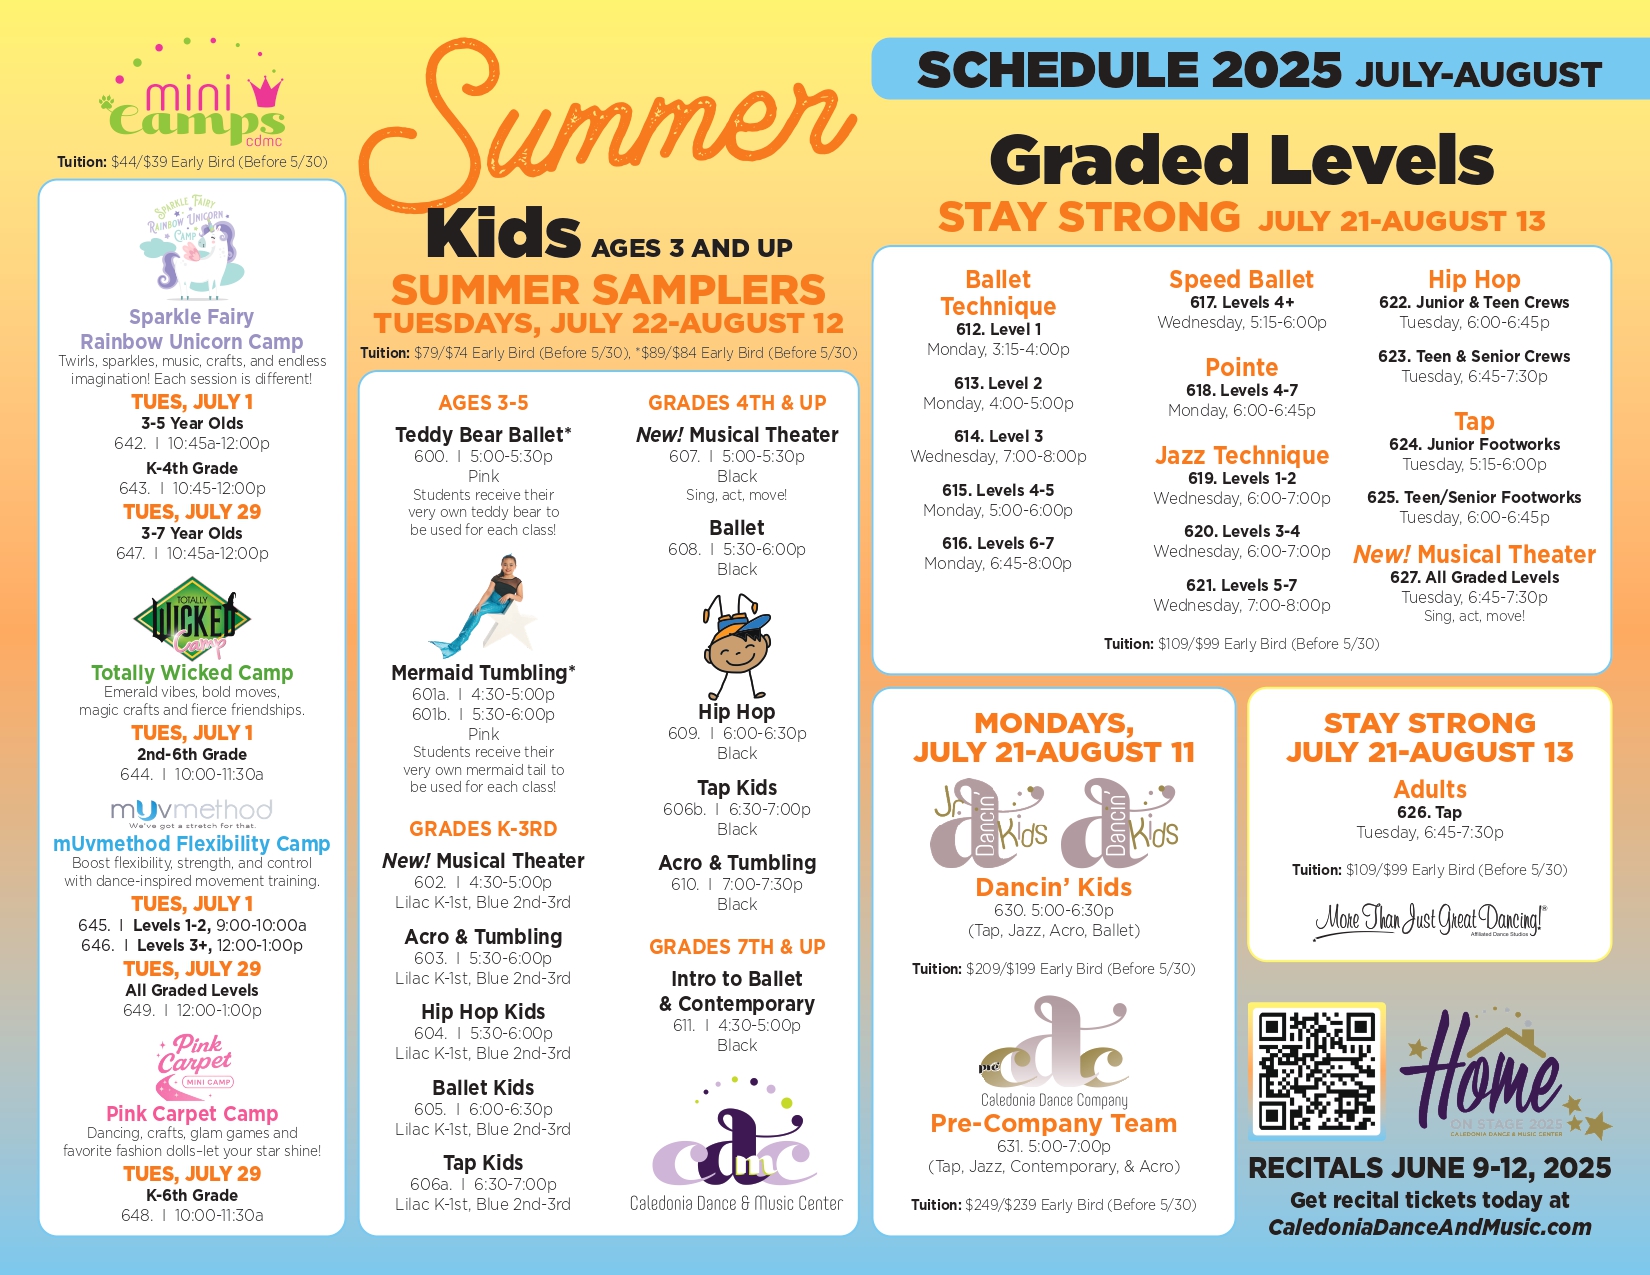 mini
Camps
cdmc
Tuition: $44/$39 Early Bird (Before 5/30)
Sparkle Fairy
Rainbow Unicorn
Camp
Sparkle Fairy
Rainbow Unicorn Camp
Twirls, sparkles, music, crafts, and endless
imagination! Each session is different!
TUES, JULY 1
3-5 Year Olds
642. I 10:45a-12:00p
K-4th Grade
643. I 10:45-12:00p
TUES, JULY 29
3-7 Year Olds
647. I 10:45a-12:00p
TOTALLY
WICKED
Camp
Totally Wicked Camp
Emerald vibes, bold moves,
magic crafts and fierce friendships.
TUES, JULY 1
2nd-6th Grade
644. I 10:00-11:30a
mUvmethod
We've got a stretch for that.
mUvmethod Flexibility Camp
Boost flexibility, strength, and control
with dance-inspired movement training.
TUES, JULY 1
645. I Levels 1-2, 9:00-10:00a
646. I Levels 3+, 12:00-1:00p
TUES, JULY 29
All Graded Levels
649. I 12:00-1:00p
Pink
Carpet
MINI CAMP
Pink Carpet Camp
Dancing, crafts, glam games and
favorite fashion dolls–let your star shine!
TUES, JULY 29
K-6th Grade
648. I 10:00-11:30a
Summer
Kids AGES 3 AND UP
SUMMER SAMPLERS
TUESDAYS, JULY 22-AUGUST 12
Tuition: $79/$74 Early Bird (Before 5/30), *$89/$84 Early Bird (Before 5/30)
AGES 3-5
Teddy Bear Ballet*
600. I 5:00-5:30p
Pink
Students receive their
very own teddy bear to
be used for each class!
Mermaid Tumbling*
601a. I 4:30-5:00p
601b. I 5:30-6:00p
Pink
Students receive their
very own mermaid tail to
be used for each class!
GRADES K-3RD
New! Musical Theater
602. I 4:30-5:00p
Lilac K-1st, Blue 2nd-3rd
Acro & Tumbling
603. I 5:30-6:00p
Lilac K-1st, Blue 2nd-3rd
Hip Hop Kids
604. I 5:30-6:00p
Lilac K-1st, Blue 2nd-3rd
Ballet Kids
605. I 6:00-6:30p
Lilac K-1st, Blue 2nd-3rd
Tap Kids
606a. I 6:30-7:00p
Lilac K-1st, Blue 2nd-3rd
GRADES 4TH & UP
New! Musical Theater
607. I 5:00-5:30p
Black
Sing, act, move!
Ballet
608. I 5:30-6:00p
Black
Hip Hop
609. I 6:00-6:30p
Black
Tap Kids
606b. I 6:30-7:00p
Black
Acro & Tumbling
610. I 7:00-7:30p
Black
GRADES 7TH & UP
Intro to Ballet
& Contemporary
611. I 4:30-5:00p
Black
cdmc
Caledonia Dance & Music Center
SCHEDULE 2025 JULY-AUGUST
Graded Levels
STAY STRONG JULY 21-AUGUST 13
Ballet
Technique
612. Level 1
Monday, 3:15-4:00p
613. Level 2
Monday, 4:00-5:00p
614. Level 3
Wednesday, 7:00-8:00p
615. Levels 4-5
Monday, 5:00-6:00p
616. Levels 6-7
Monday, 6:45-8:00p
Speed Ballet
617. Levels 4+
Wednesday, 5:15-6:00p
Pointe
618. Levels 4-7
Monday, 6:00-6:45p
Jazz Technique
619. Levels 1-2
Wednesday, 6:00-7:00p
620. Levels 3-4
Wednesday, 6:00-7:00p
621. Levels 5-7
Wednesday, 7:00-8:00p
Hip Hop
622. Junior & Teen Crews
Tuesday, 6:00-6:45p
623. Teen & Senior Crews
Tuesday, 6:45-7:30p
Tap
624. Junior Footworks
Tuesday, 5:15-6:00p
625. Teen/Senior Footworks
Tuesday, 6:00-6:45p
New! Musical Theater
627. All Graded Levels
Tuesday, 6:45-7:30p
Sing, act, move!
Tuition: $109/$99 Early Bird (Before 5/30)
MONDAYS,
JULY 21-AUGUST 11
Jr. Dancin' Kids
Dancin' Kids
Dancin' Kids
630. 5:00-6:30p
(Tap, Jazz, Acro, Ballet)
Tuition: $209/$199 Early Bird (Before 5/30)
pre cdc
Caledonia Dance Company
Pre-Company Team
631. 5:00-7:00p
(Tap, Jazz, Contemporary, & Acro)
Tuition: $249/$239 Early Bird (Before 5/30)
STAY STRONG
JULY 21-AUGUST 13
Adults
626. Tap
Tuesday, 6:45-7:30p
Tuition: $109/$99 Early Bird (Before 5/30)
More Than Just Great Dancing!®
Affiliated Dance Studios
Home
ON STAGE 2025
CALEDONIA DANCE & MUSIC CENTER
RECITALS JUNE 9-12, 2025
Get recital tickets today at
CaledoniaDanceAndMusic.com